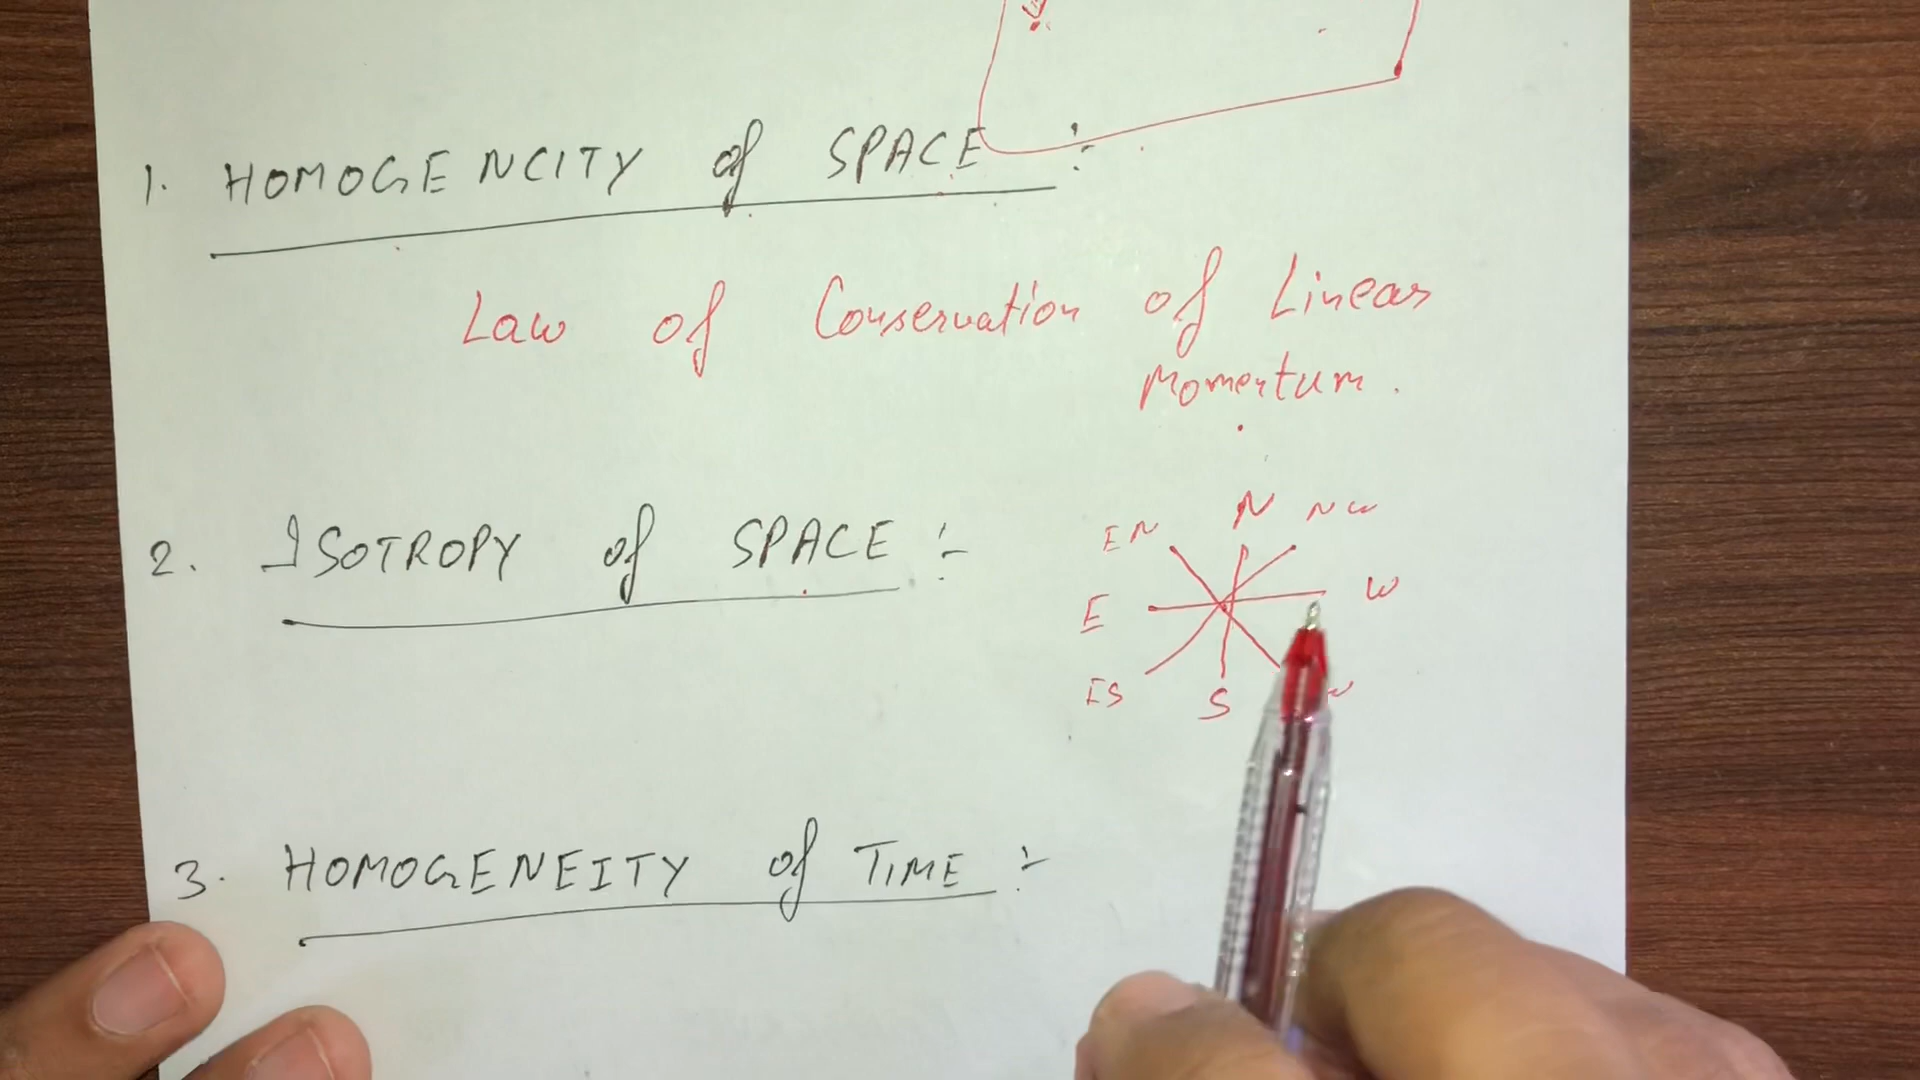 1. HOMOGENCITY of SPACE :
Law of Conservation of Linear
Momentum.
2. ISOTROPY of SPACE :-
EN N NW
E W
ES S W
3. HOMOGENEITY of TIME :-